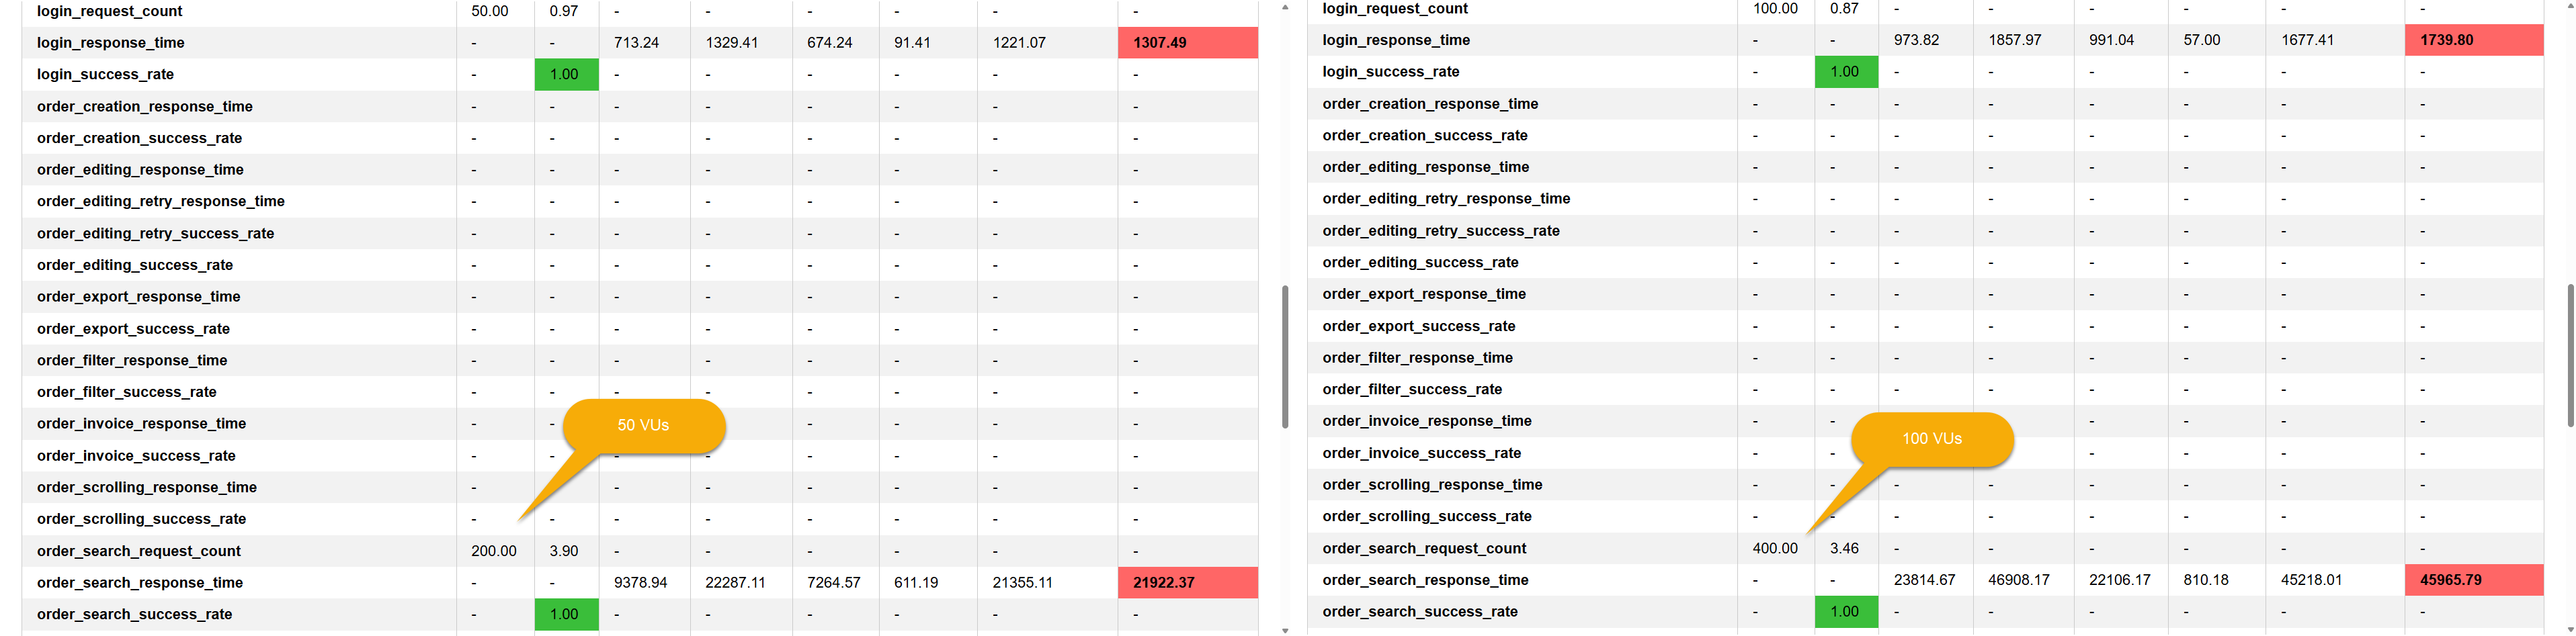 login_request_count 50.00 0.97 - - - - - -
login_response_time - - 713.24 1329.41 674.24 91.41 1221.07 1307.49
login_success_rate - 1.00 - - - - - -
order_creation_response_time - - - - - - - -
order_creation_success_rate - - - - - - - -
order_editing_response_time - - - - - - - -
order_editing_retry_response_time - - - - - - - -
order_editing_retry_success_rate - - - - - - - -
order_editing_success_rate - - - - - - - -
order_export_response_time - - - - - - - -
order_export_success_rate - - - - - - - -
order_filter_response_time - - - - - - - -
order_filter_success_rate - - - - - - - -
order_invoice_response_time - - - - - -
50 VUs
order_invoice_success_rate - - - - - - - -
order_scrolling_response_time - - - - - - - -
order_scrolling_success_rate - - - - - - - -
order_search_request_count 200.00 3.90 - - - - - -
order_search_response_time - - 9378.94 22287.11 7264.57 611.19 21355.11 21922.37
order_search_success_rate - 1.00 - - - - - -
login_request_count 100.00 0.87 - - - - - -
login_response_time - - 973.82 1857.97 991.04 57.00 1677.41 1739.80
login_success_rate - 1.00 - - - - - -
order_creation_response_time - - - - - - - -
order_creation_success_rate - - - - - - - -
order_editing_response_time - - - - - - - -
order_editing_retry_response_time - - - - - - - -
order_editing_retry_success_rate - - - - - - - -
order_editing_success_rate - - - - - - - -
order_export_response_time - - - - - - - -
order_export_success_rate - - - - - - - -
order_filter_response_time - - - - - - - -
order_filter_success_rate - - - - - - - -
order_invoice_response_time - - - - - -
100 VUs
order_invoice_success_rate - - - - - -
order_scrolling_response_time - - - - - - - -
order_scrolling_success_rate - - - - - - - -
order_search_request_count 400.00 3.46 - - - - - -
order_search_response_time - - 23814.67 46908.17 22106.17 810.18 45218.01 45965.79
order_search_success_rate - 1.00 - - - - - -